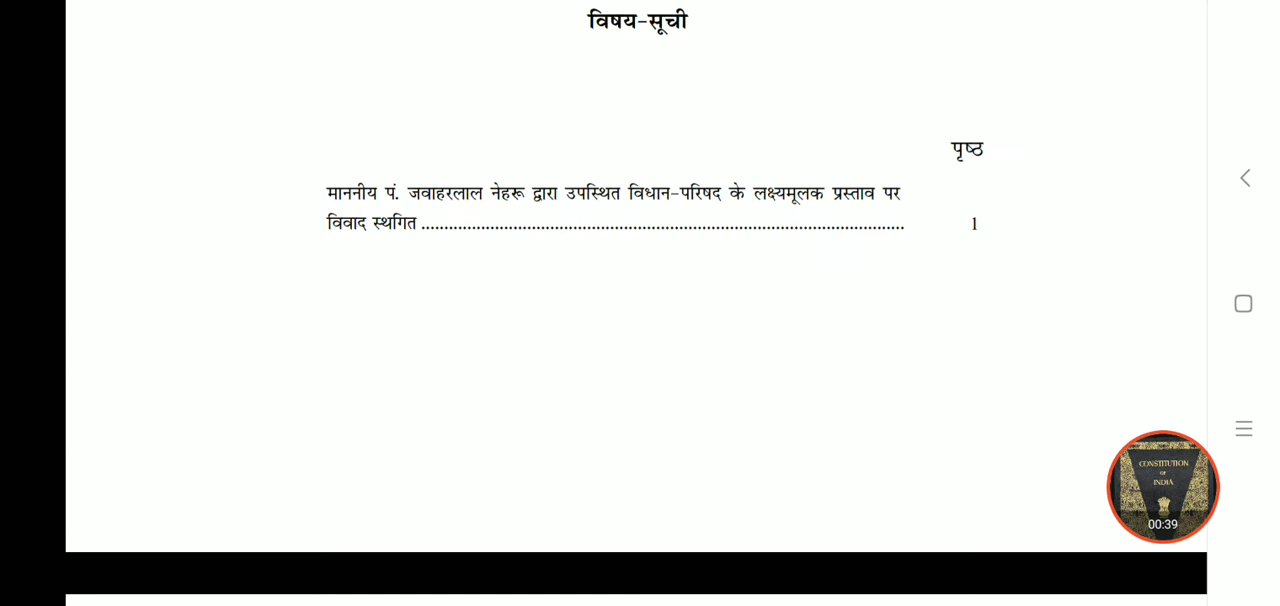 विषय-सूची
पृष्ठ
माननीय पं. जवाहरलाल नेहरू द्वारा उपस्थित विधान-परिषद के लक्ष्यमूलक प्रस्ताव पर
विवाद स्थगित ......................................................................................................... 1
CONSTITUTION
OF
INDIA
00:39